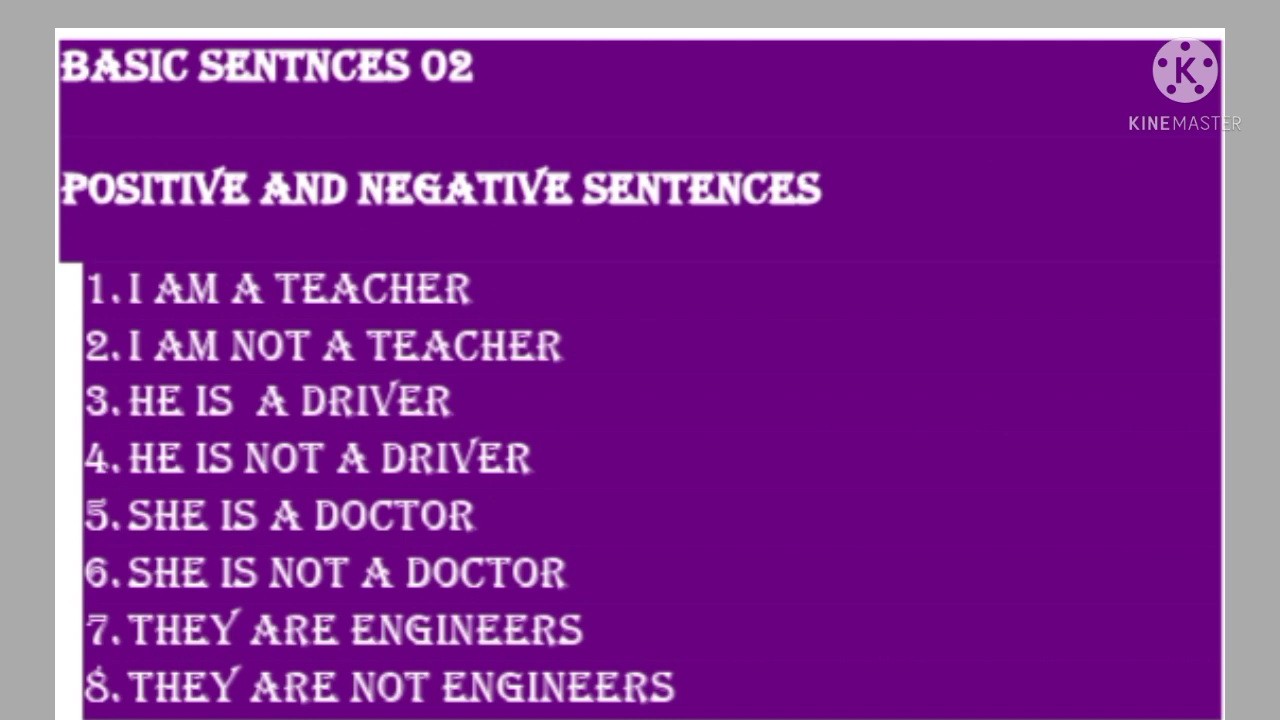 BASIC SENTNCES 02
K
KINEMASTER
POSITIVE AND NEGATIVE SENTENCES
1. I AM A TEACHER
2. I AM NOT A TEACHER
3. HE IS A DRIVER
4. HE IS NOT A DRIVER
5. SHE IS A DOCTOR
6. SHE IS NOT A DOCTOR
7. THEY ARE ENGINEERS
8. THEY ARE NOT ENGINEERS